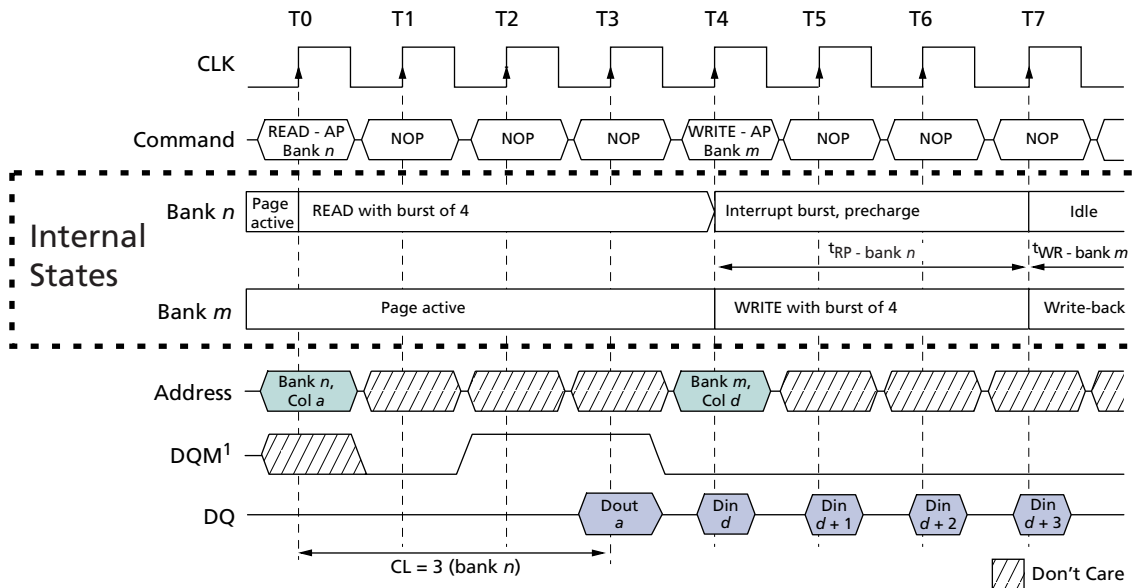 T0 T1 T2 T3 T4 T5 T6 T7
CLK
Command
READ - AP
Bank n
NOP
NOP
NOP
WRITE - AP
Bank m
NOP
NOP
NOP
Internal
States
Bank n
Page
active
READ with burst of 4
Interrupt burst, precharge
Idle
tRP - bank n
tWR - bank m
Bank m
Page active
WRITE with burst of 4
Write-back
Address
Bank n,
Col a
Bank m,
Col d
DQM1
DQ
Dout
a
Din
d
Din
d + 1
Din
d + 2
Din
d + 3
CL = 3 (bank n)
Don't Care